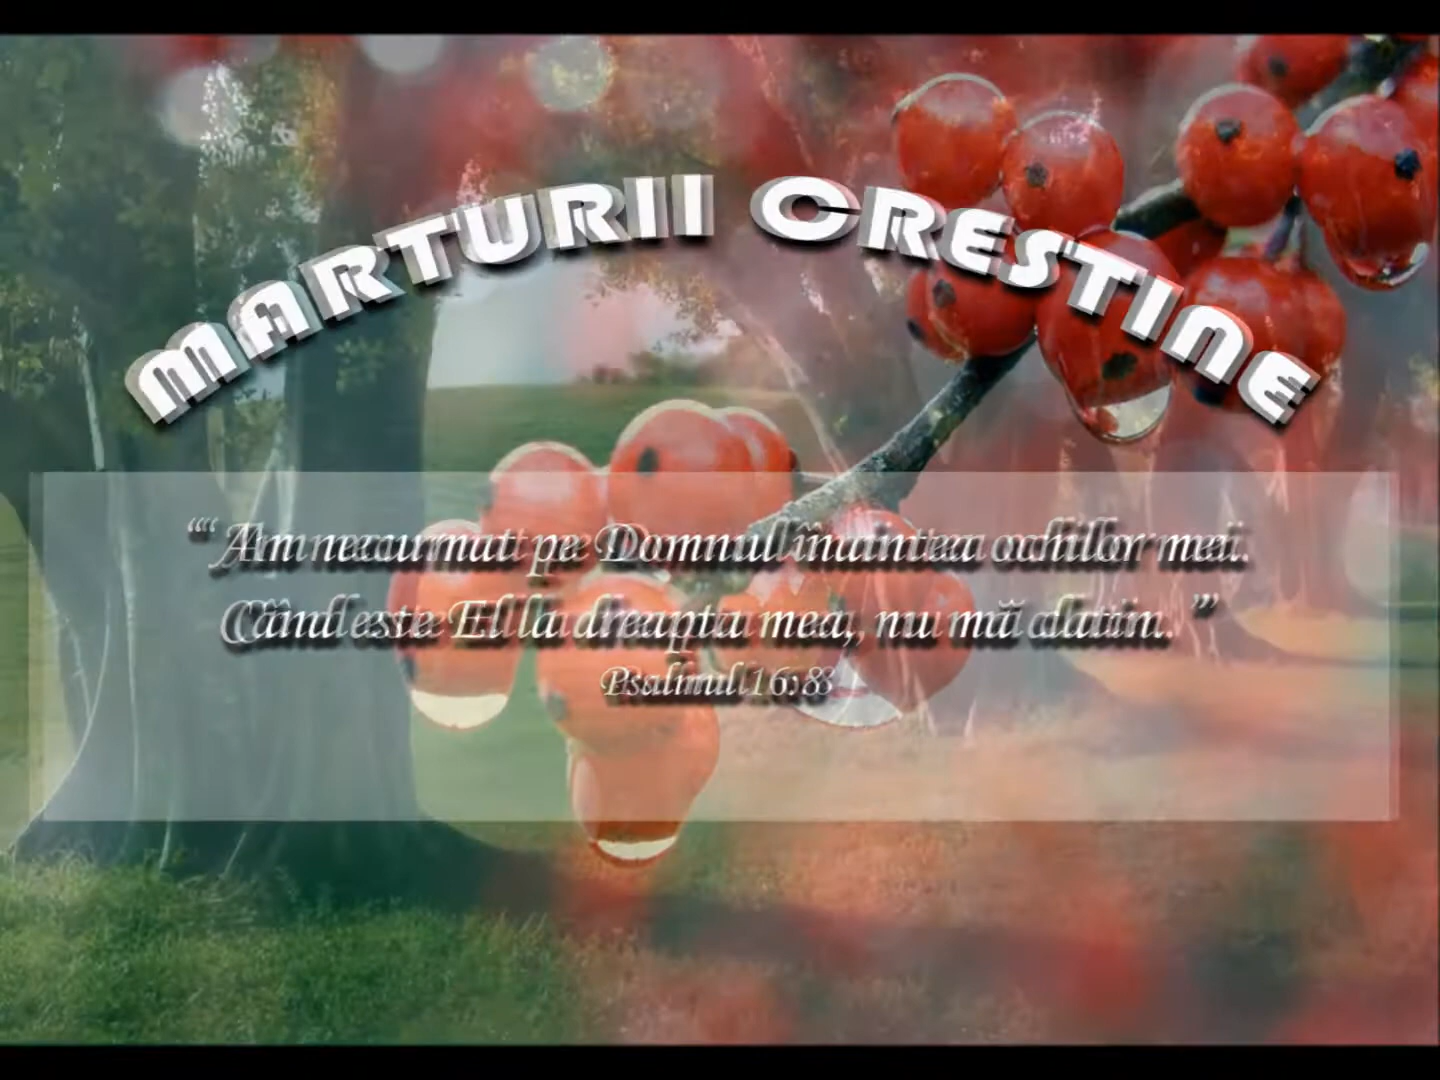 MARTURII CRESTINE
“Am necurmat pe Domnul înaintea ochilor mei.
Când este El la dreapta mea, nu mă clatin.”
Psalmul 16:8